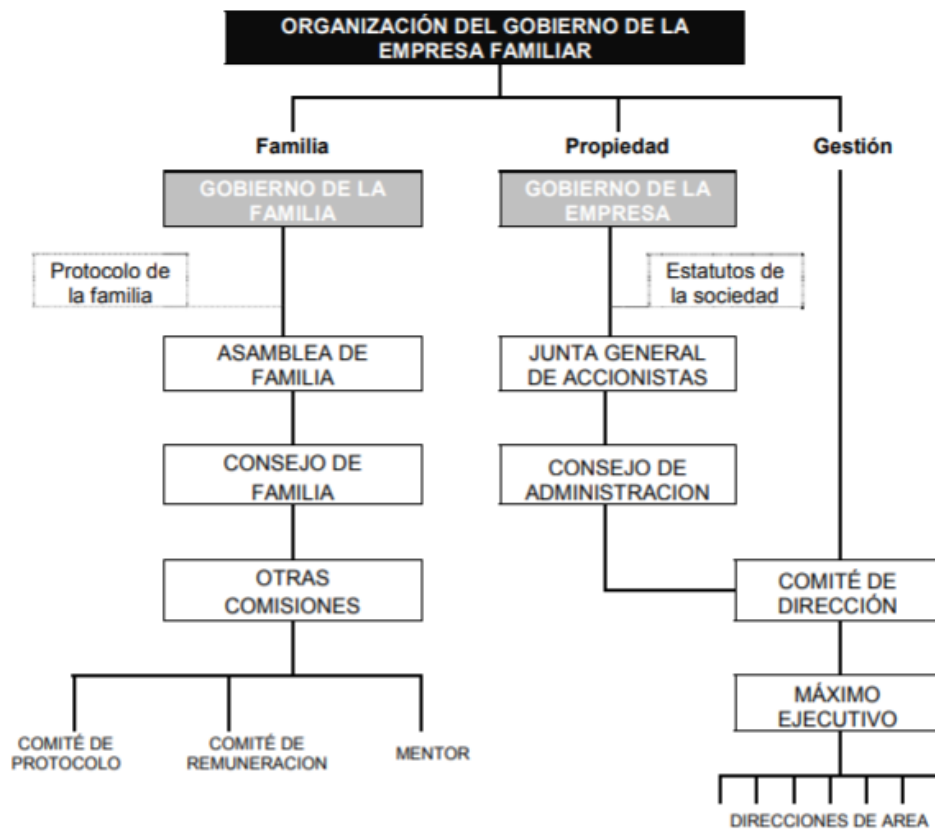 ORGANIZACIÓN DEL GOBIERNO DE LA
EMPRESA FAMILIAR
Familia
Propiedad
Gestión
GOBIERNO DE LA
FAMILIA
GOBIERNO DE LA
EMPRESA
Protocolo de
la familia
Estatutos de
la sociedad
ASAMBLEA DE
FAMILIA
JUNTA GENERAL
DE ACCIONISTAS
CONSEJO DE
FAMILIA
CONSEJO DE
ADMINISTRACION
OTRAS
COMISIONES
COMITÉ DE
DIRECCIÓN
MÁXIMO
EJECUTIVO
COMITÉ DE
PROTOCOLO
COMITÉ DE
REMUNERACION
MENTOR
DIRECCIONES DE AREA